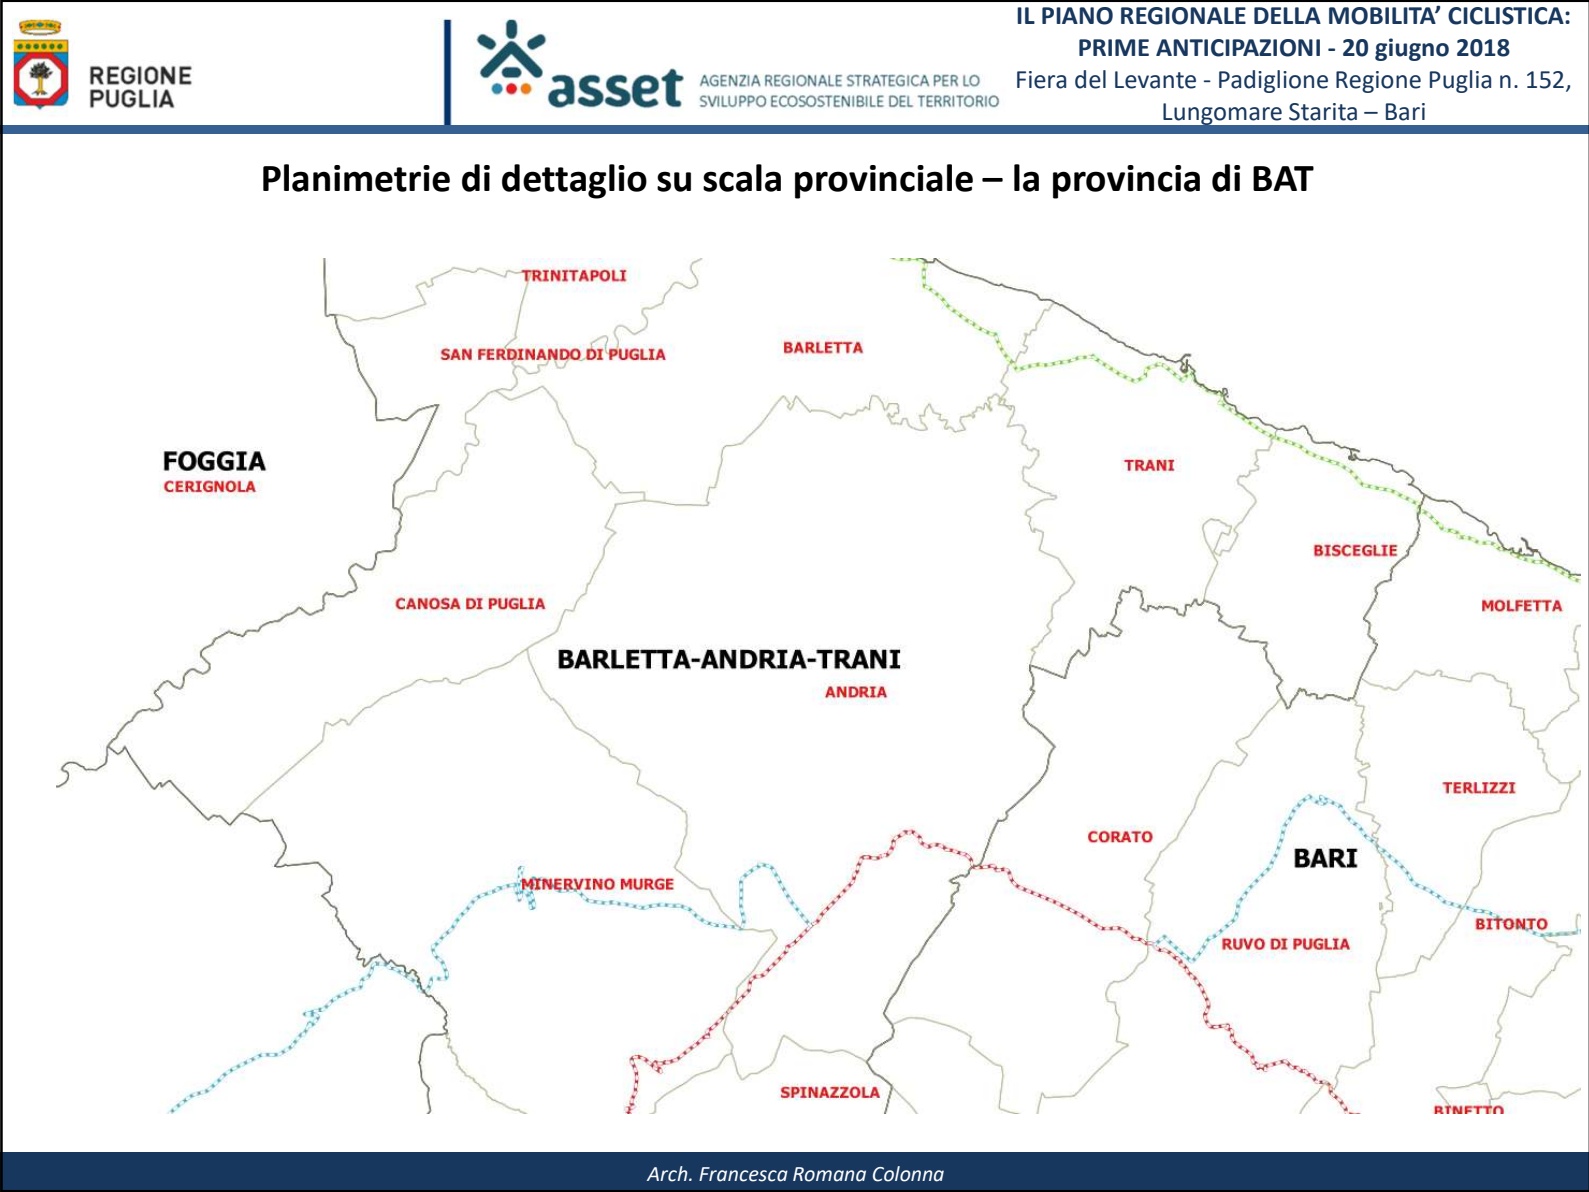 REGIONE
PUGLIA
asset
AGENZIA REGIONALE STRATEGICA PER LO
SVILUPPO ECOSOSTENIBILE DEL TERRITORIO
IL PIANO REGIONALE DELLA MOBILITA’ CICLISTICA:
PRIME ANTICIPAZIONI - 20 giugno 2018
Fiera del Levante - Padiglione Regione Puglia n. 152,
Lungomare Starita – Bari
Planimetrie di dettaglio su scala provinciale – la provincia di BAT
TRINITAPOLI
SAN FERDINANDO DI PUGLIA
BARLETTA
FOGGIA
CERIGNOLA
TRANI
BISCEGLIE
CANOSA DI PUGLIA
MOLFETTA
BARLETTA-ANDRIA-TRANI
ANDRIA
TERLIZZI
CORATO
BARI
MINERVINO MURGE
BITONTO
RUVO DI PUGLIA
SPINAZZOLA
BINETTO
Arch. Francesca Romana Colonna